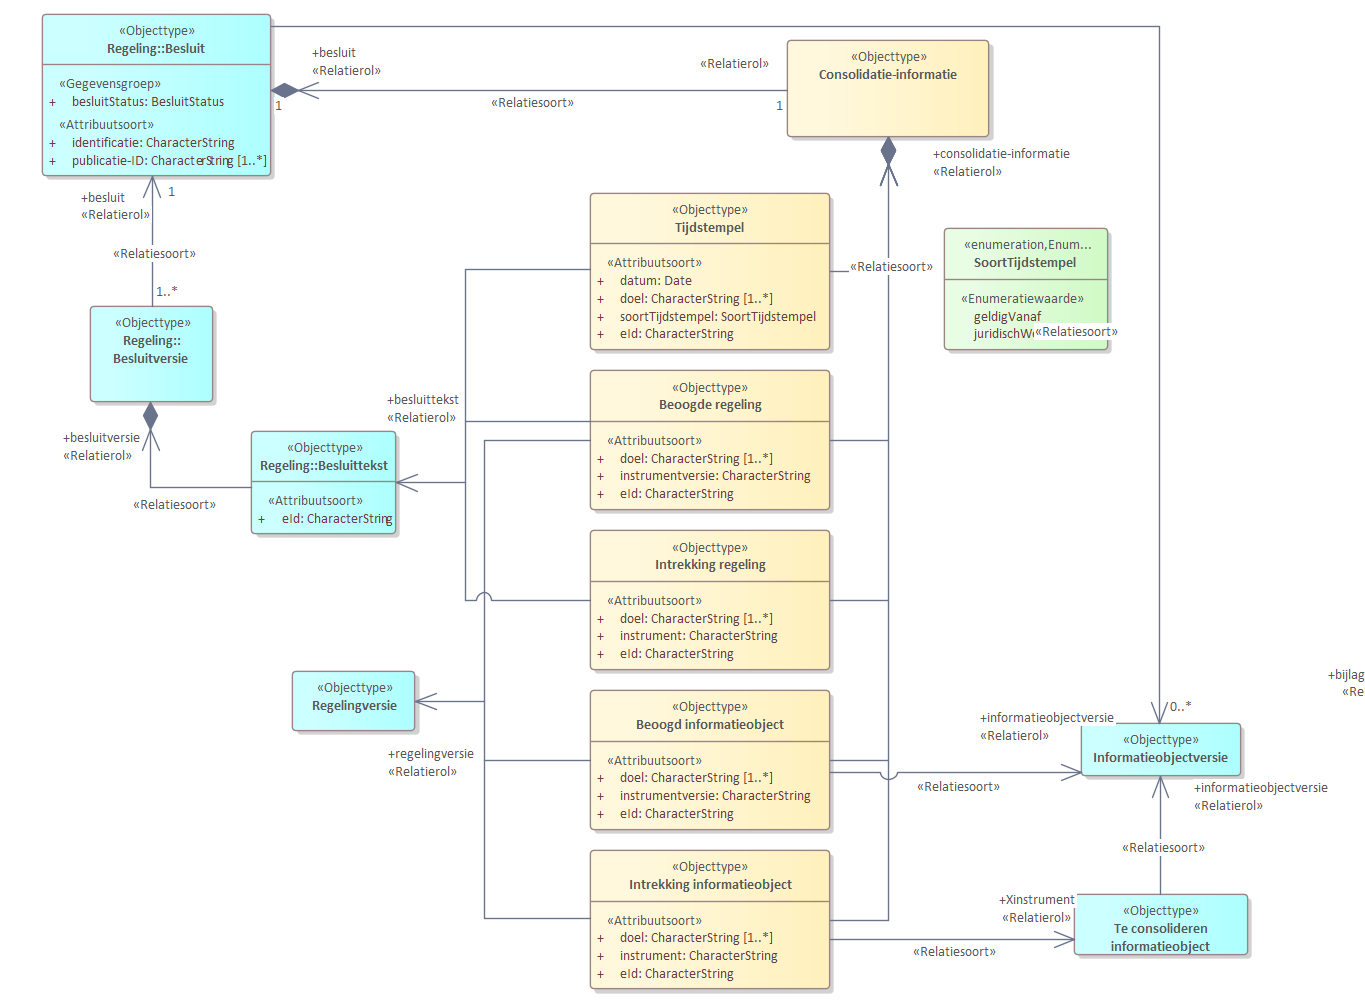 «Objecttype»
Regeling::Besluit
«Gegevensgroep»
+ besluitStatus: BesluitStatus
«Attribuutsoort»
+ identificatie: CharacterString
+ publicatie-ID: CharacterString [1..*]
+besluit
«Relatierol»
1
«Relatiesoort»
«Relatierol»
1
«Objecttype»
Consolidatie-informatie
+consolidatie-informatie
«Relatierol»
+besluit
«Relatierol»
1
«Relatiesoort»
1..*
«Objecttype»
Regeling::
Besluitversie
+besluitversie
«Relatierol»
«Relatiesoort»
«Objecttype»
Regeling::Besluittekst
«Attribuutsoort»
+ eId: CharacterString
+besluittekst
«Relatierol»
«Objecttype»
Tijdstempel
«Attribuutsoort»
+ datum: Date
+ doel: CharacterString [1..*]
+ soortTijdstempel: SoortTijdstempel
+ eId: CharacterString
«Relatiesoort»
«enumeration,Enum...
SoortTijdstempel
«Enumeratiewaarde»
geldigVanaf
«Relatiesoort»
«Objecttype»
Beoogde regeling
«Attribuutsoort»
+ doel: CharacterString [1..*]
+ instrumentversie: CharacterString
+ eId: CharacterString
«Objecttype»
Intrekking regeling
«Attribuutsoort»
+ doel: CharacterString [1..*]
+ instrument: CharacterString
+ eId: CharacterString
«Objecttype»
Regelingversie
+regelingversie
«Relatierol»
«Objecttype»
Beoogd informatieobject
«Attribuutsoort»
+ doel: CharacterString [1..*]
+ instrumentversie: CharacterString
+ eId: CharacterString
«Relatiesoort»
+informatieobjectversie
«Relatierol»
0..*
+bijlag
«Re
«Objecttype»
Informatieobjectversie
+informatieobjectversie
«Relatierol»
«Relatiesoort»
«Objecttype»
Intrekking informatieobject
«Attribuutsoort»
+ doel: CharacterString [1..*]
+ instrument: CharacterString
+ eId: CharacterString
+Xinstrument
«Relatierol»
«Relatiesoort»
«Objecttype»
Te consolideren
informatieobject